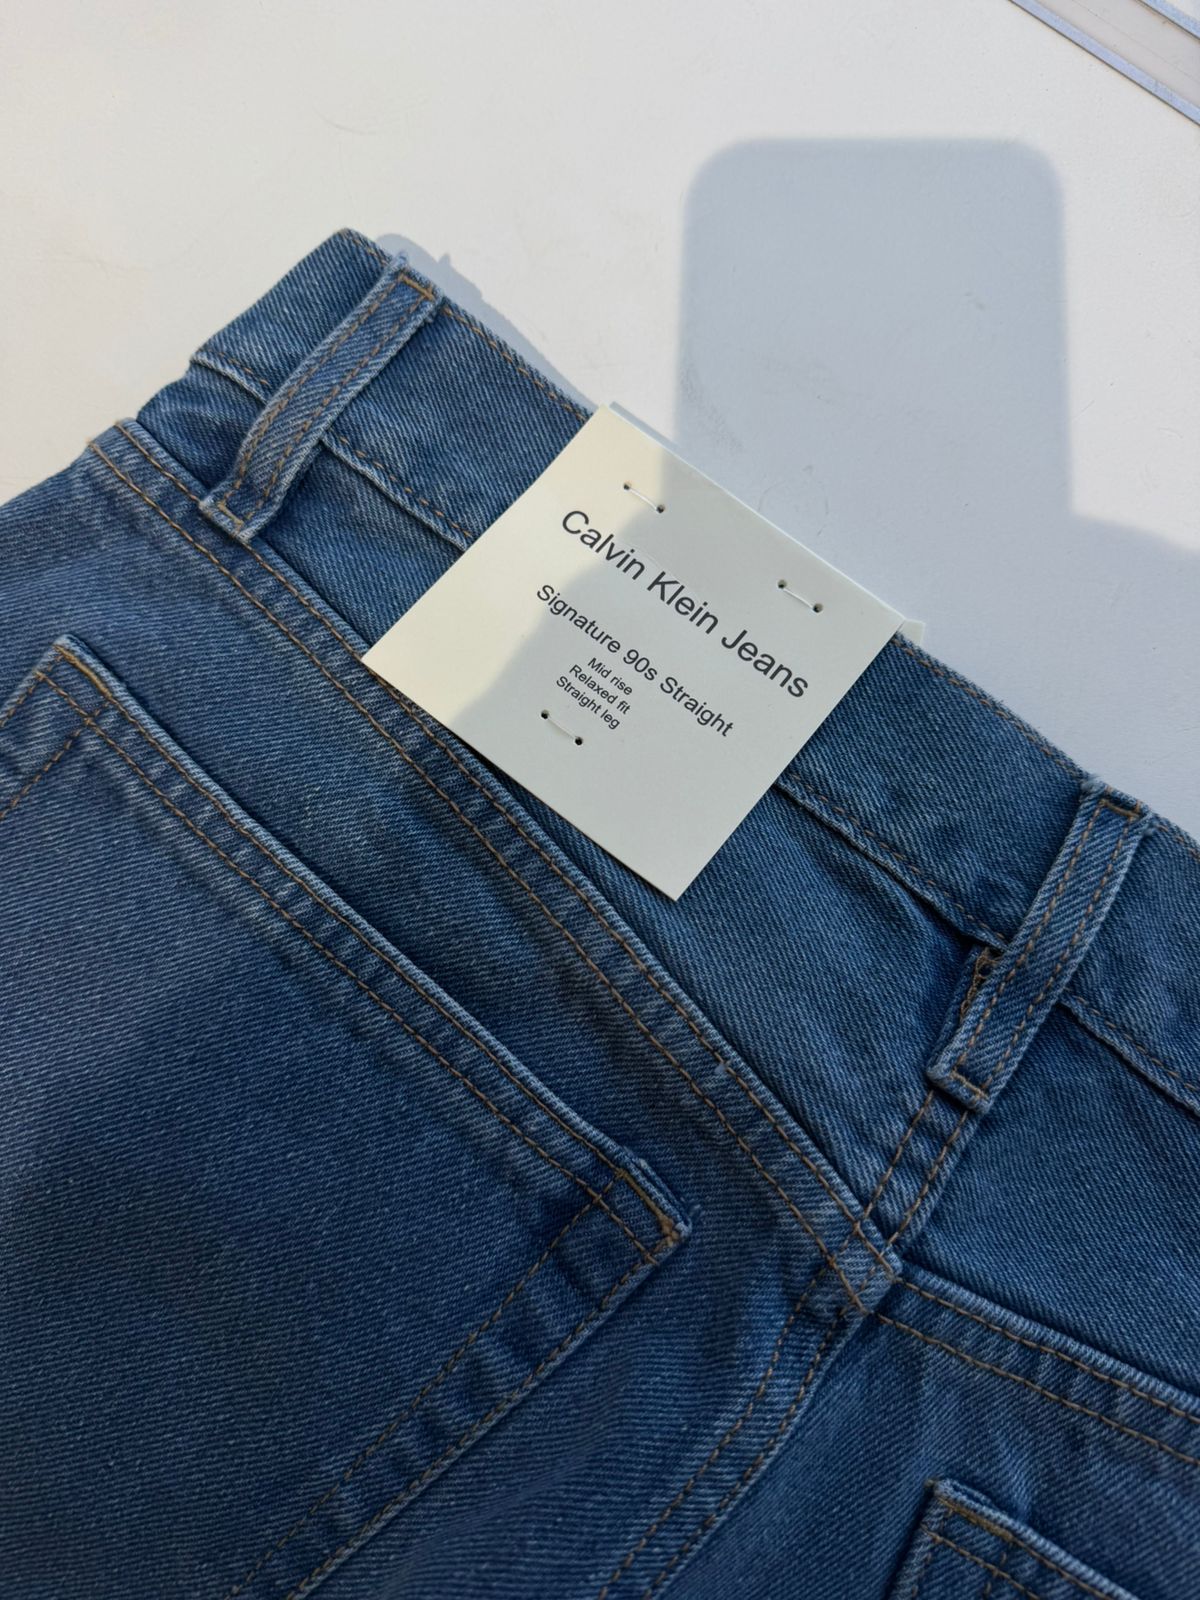 Calvin Klein Jeans
Signature 90s Straight
Mid rise
Relaxed fit
Straight leg